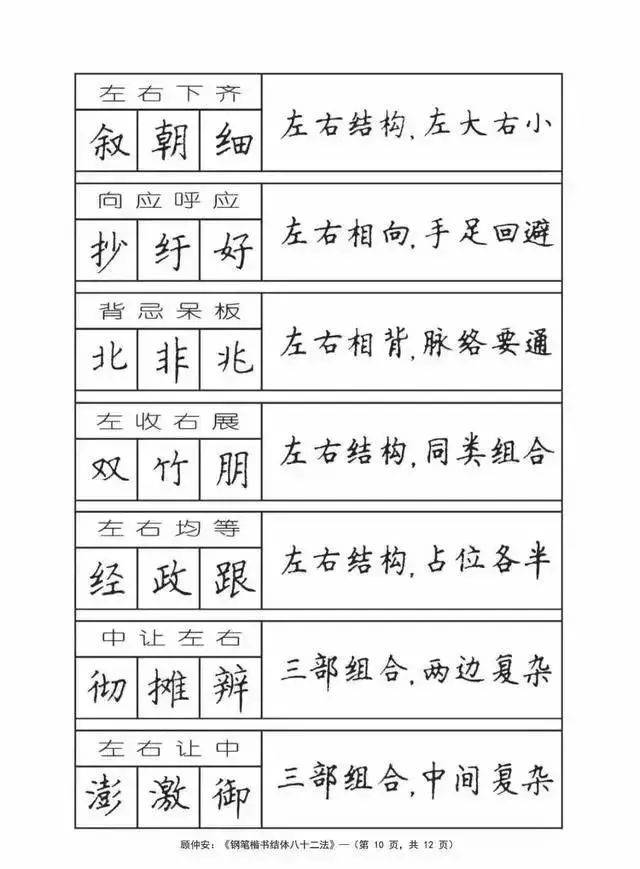 左右下齐
叙 朝 细
左右结构,左大右小
向应呼应
抄 纡 好
左右相向,手足回避
背忌呆板
北 非 兆
左右相背,脉络要通
左收右展
双 竹 朋
左右结构,同类组合
左右均等
经 政 跟
左右结构,占位各半
中让左右
彻 摊 辨
三部组合,两边复杂
左右让中
澎 激 御
三部组合,中间复杂
顾仲安:《钢笔楷书结体八十二法》—(第 10 页,共 12 页)